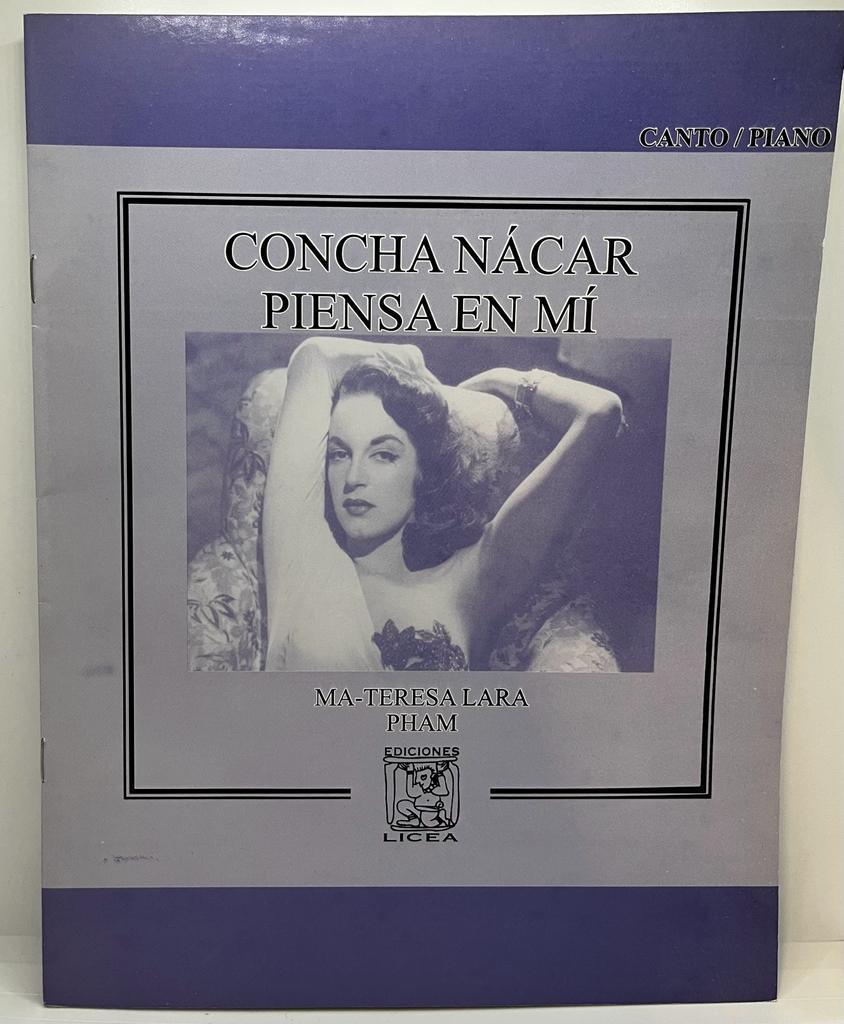 CANTO / PIANO
CONCHA NÁCAR
PIENSA EN MÍ
MA-TERESA LARA
PHAM
EDICIONES
LICEA